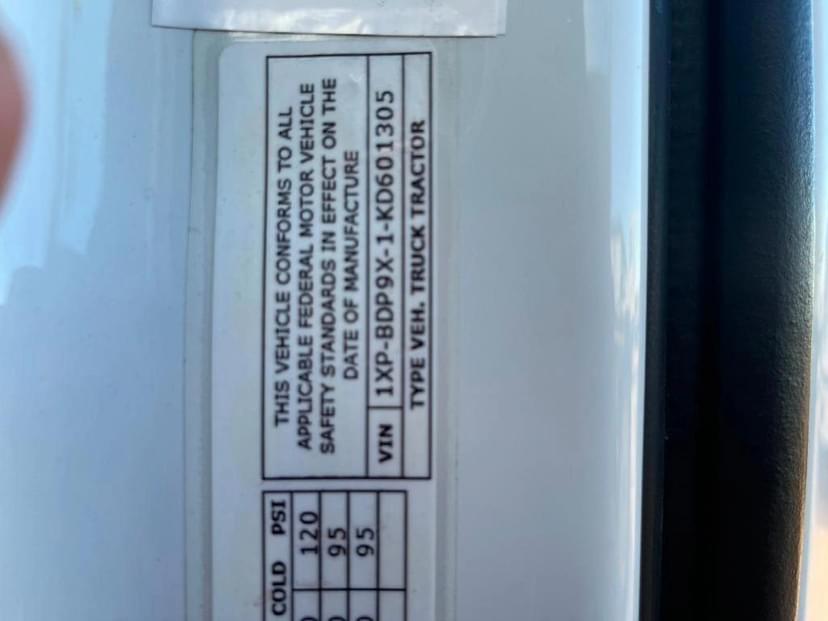 THIS VEHICLE CONFORMS TO ALL
APPLICABLE FEDERAL MOTOR VEHICLE
SAFETY STANDARDS IN EFFECT ON THE
DATE OF MANUFACTURE
VIN 1XP-BDP9X-1-KD601305
TYPE VEH. TRUCK TRACTOR
COLD PSI
120
95
95